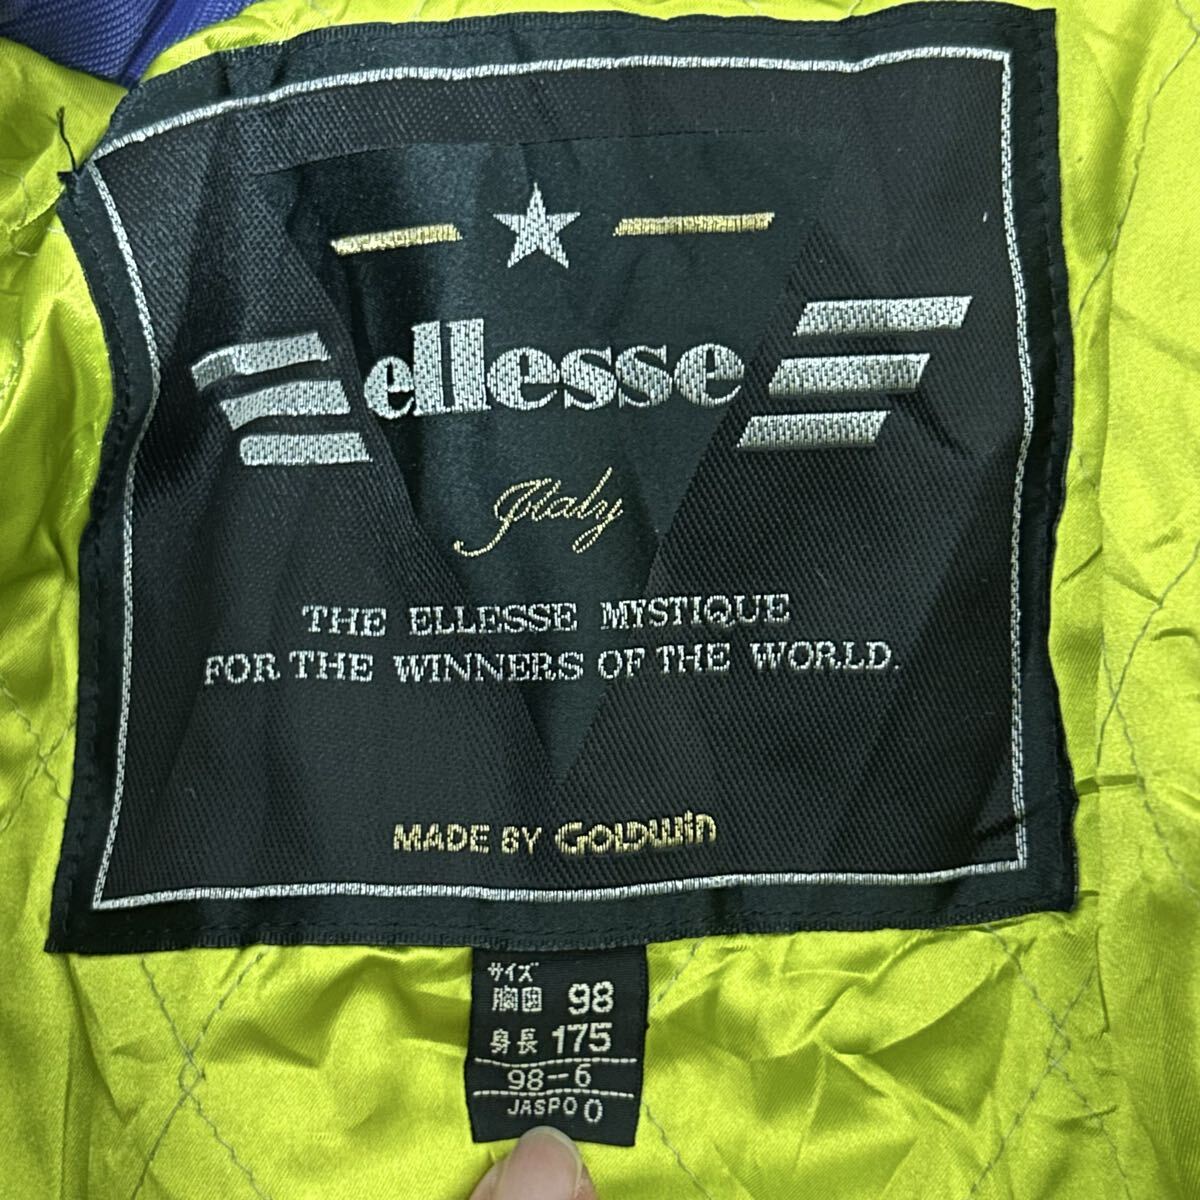 ellesse
Italy
THE ELLESSE MYSTIQUE
FOR THE WINNERS OF THE WORLD.
MADE BY GOLDWin
サイズ
胸囲 98
身長 175
98-6
JASPO O